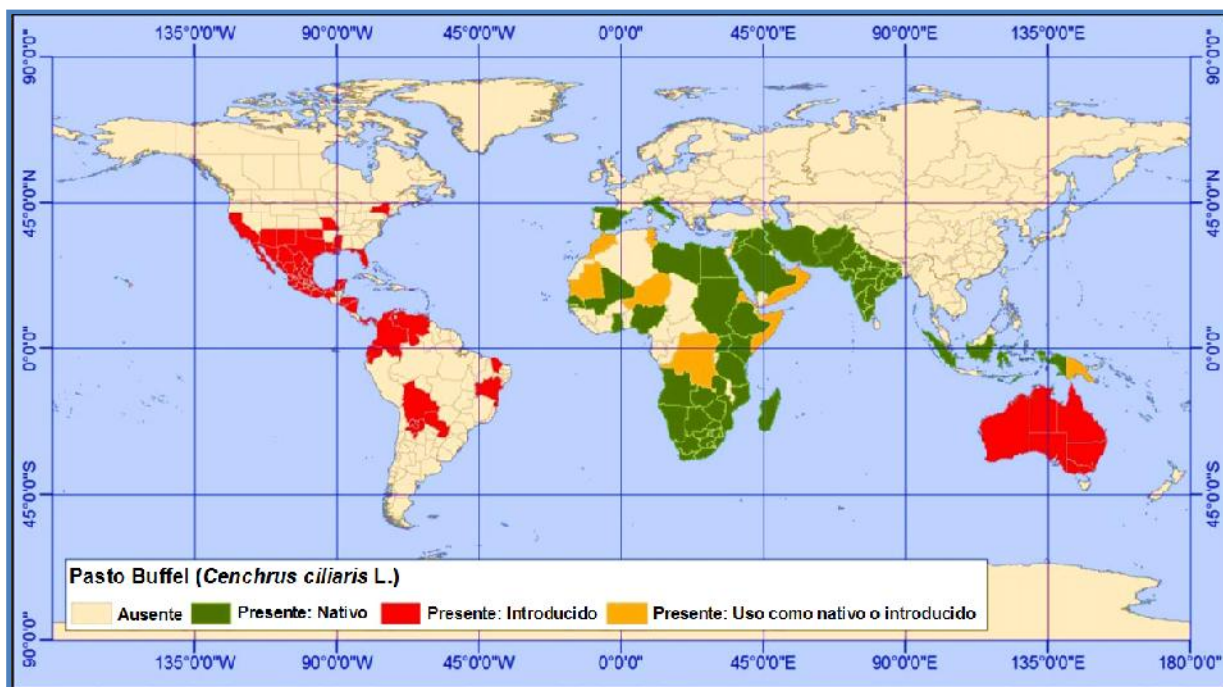 135°0'0"W 90°0'0"W 45°0'0"W 0°0'0" 45°0'0"E 90°0'0"E 135°0'0"E
90°0'0" 90°0'0"
45°0'0"N 45°0'0"N
0°0'0" 0°0'0"
45°0'0"S 45°0'0"S
Pasto Buffel (Cenchrus ciliaris L.)
Ausente Presente: Nativo Presente: Introducido Presente: Uso como nativo o introducido
90°0'0" 90°0'0"
135°0'0"W 90°0'0"W 45°0'0"W 0°0'0" 45°0'0"E 90°0'0"E 135°0'0"E 180°0'0"